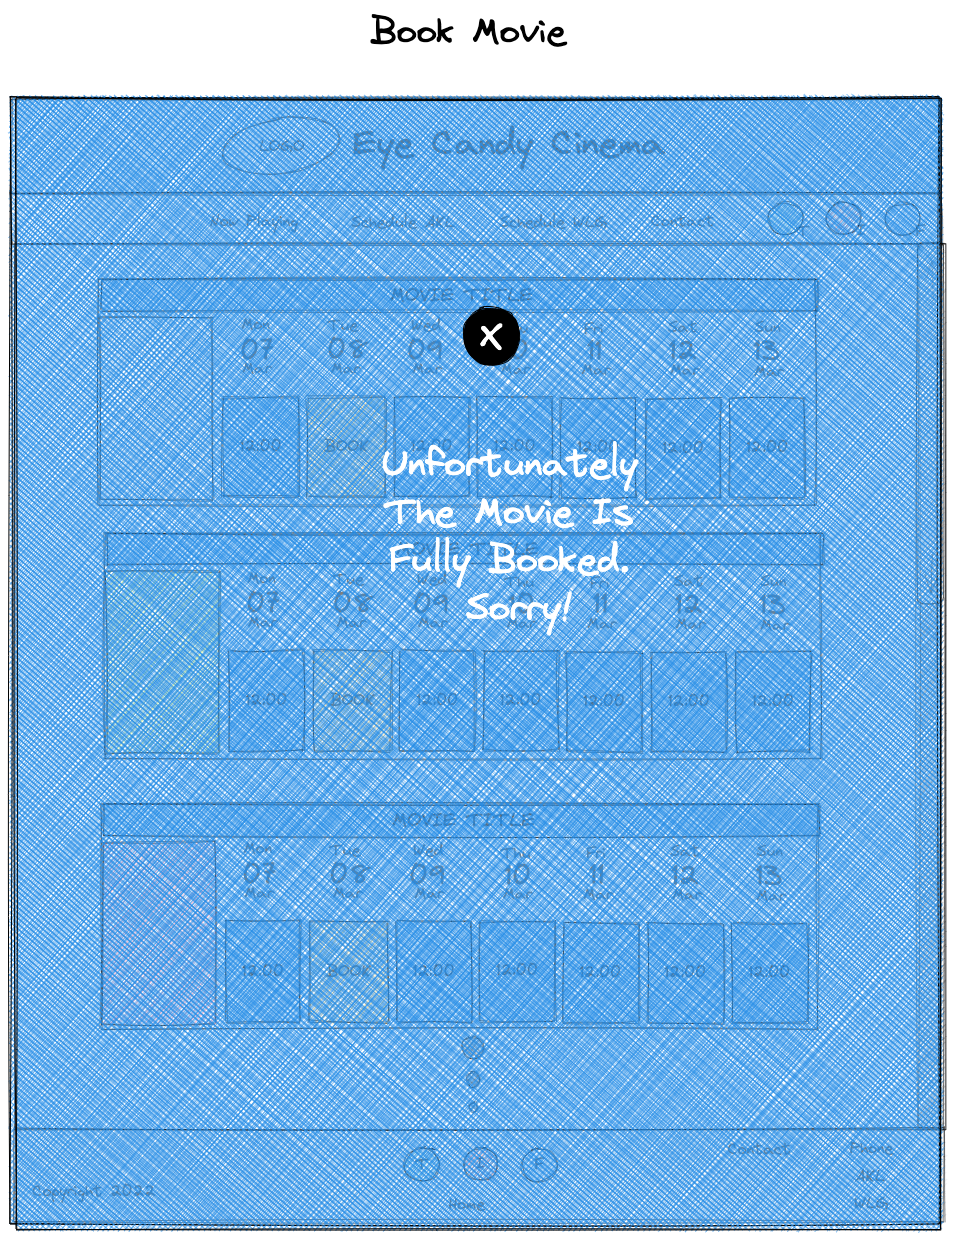 Book Movie
LOGO Eye Candy Cinema
Now Playing Schedule AKL Schedule WLG Contact
MOVIE TITLE
Mon Tue Wed Fri Sat Sun
07 08 09 11 12 13
Mar Mar Mar Mar Mar Mar Mar
X
12:00 BOOK 12:00 12:00 12:00 12:00 12:00
Unfortunately
The Movie Is
Fully Booked.
Sorry!
Mon Tue Wed Thu Fri Sat Sun
07 08 09 10 11 12 13
Mar Mar Mar Mar Mar Mar Mar
12:00 BOOK 12:00 12:00 12:00 12:00 12:00
MOVIE TITLE
Mon Tue Wed Thu Fri Sat Sun
07 08 09 10 11 12 13
Mar Mar Mar Mar Mar Mar Mar
12:00 BOOK 12:00 12:00 12:00 12:00 12:00
T I F
Home
Contact Phone
AKL
WLG
Copyright 2022